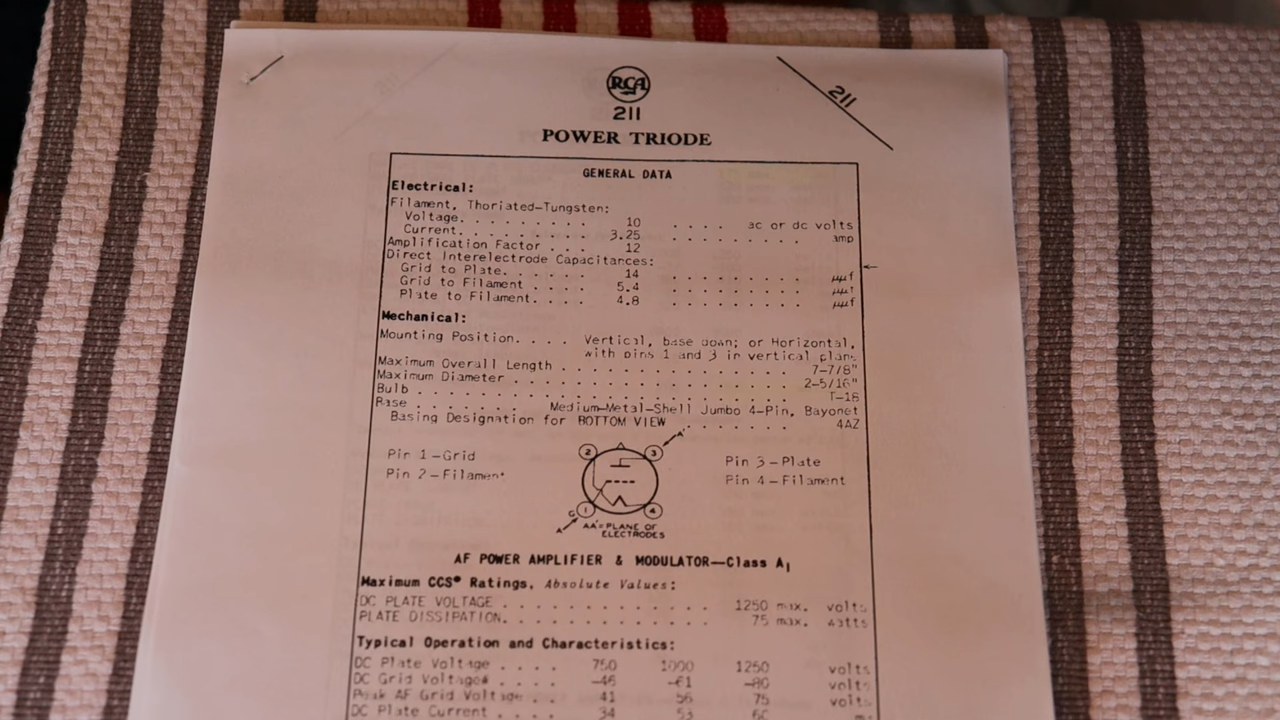 RCA
211
211
POWER TRIODE
GENERAL DATA
Electrical:
Filament, Thoriated-Tungsten:
Voltage. . . . . . . . . . 10 . . . . ac or dc volts
Current. . . . . . . . . . 3.25 . . . . . . . . . . amp
Amplification Factor . . . 12
Direct Interelectrode Capacitances:
Grid to Plate. . . . . . . 14 . . . . . . . . . . μμf
Grid to Filament . . . . . 5.4 . . . . . . . . . . μμf
Plate to Filament. . . . . 4.8 . . . . . . . . . . μμf
Mechanical:
Mounting Position. . . . Vertical, base down; or Horizontal,
with pins 1 and 3 in vertical plane
Maximum Overall Length . . . . . . . . . . . . . . . . 7-7/8"
Maximum Diameter . . . . . . . . . . . . . . . . . . . 2-5/16"
Bulb . . . . . . . . . . . . . . . . . . . . . . . . . T-18
Base . . . . . . . Medium-Metal-Shell Jumbo 4-Pin, Bayonet
Basing Designation for BOTTOM VIEW . . . . . . . 4AZ
A'
2 3
Pin 1-Grid
Pin 3-Plate
Pin 2-Filament
Pin 4-Filament
G 1 4
A AA'=PLANE OF
ELECTRODES
AF POWER AMPLIFIER & MODULATOR—Class A1
Maximum CCS● Ratings, Absolute Values:
DC PLATE VOLTAGE . . . . . . . . . . . . . 1250 max. volts
PLATE DISSIPATION. . . . . . . . . . . . . 75 max. watts
Typical Operation and Characteristics:
DC Plate Voltage . . . . 750 1000 1250 volts
DC Grid Voltage# . . . . -46 -61 -80 volts
Peak AF Grid Voltage . . . 41 56 75 volts
DC Plate Current . . . . 34 53 60